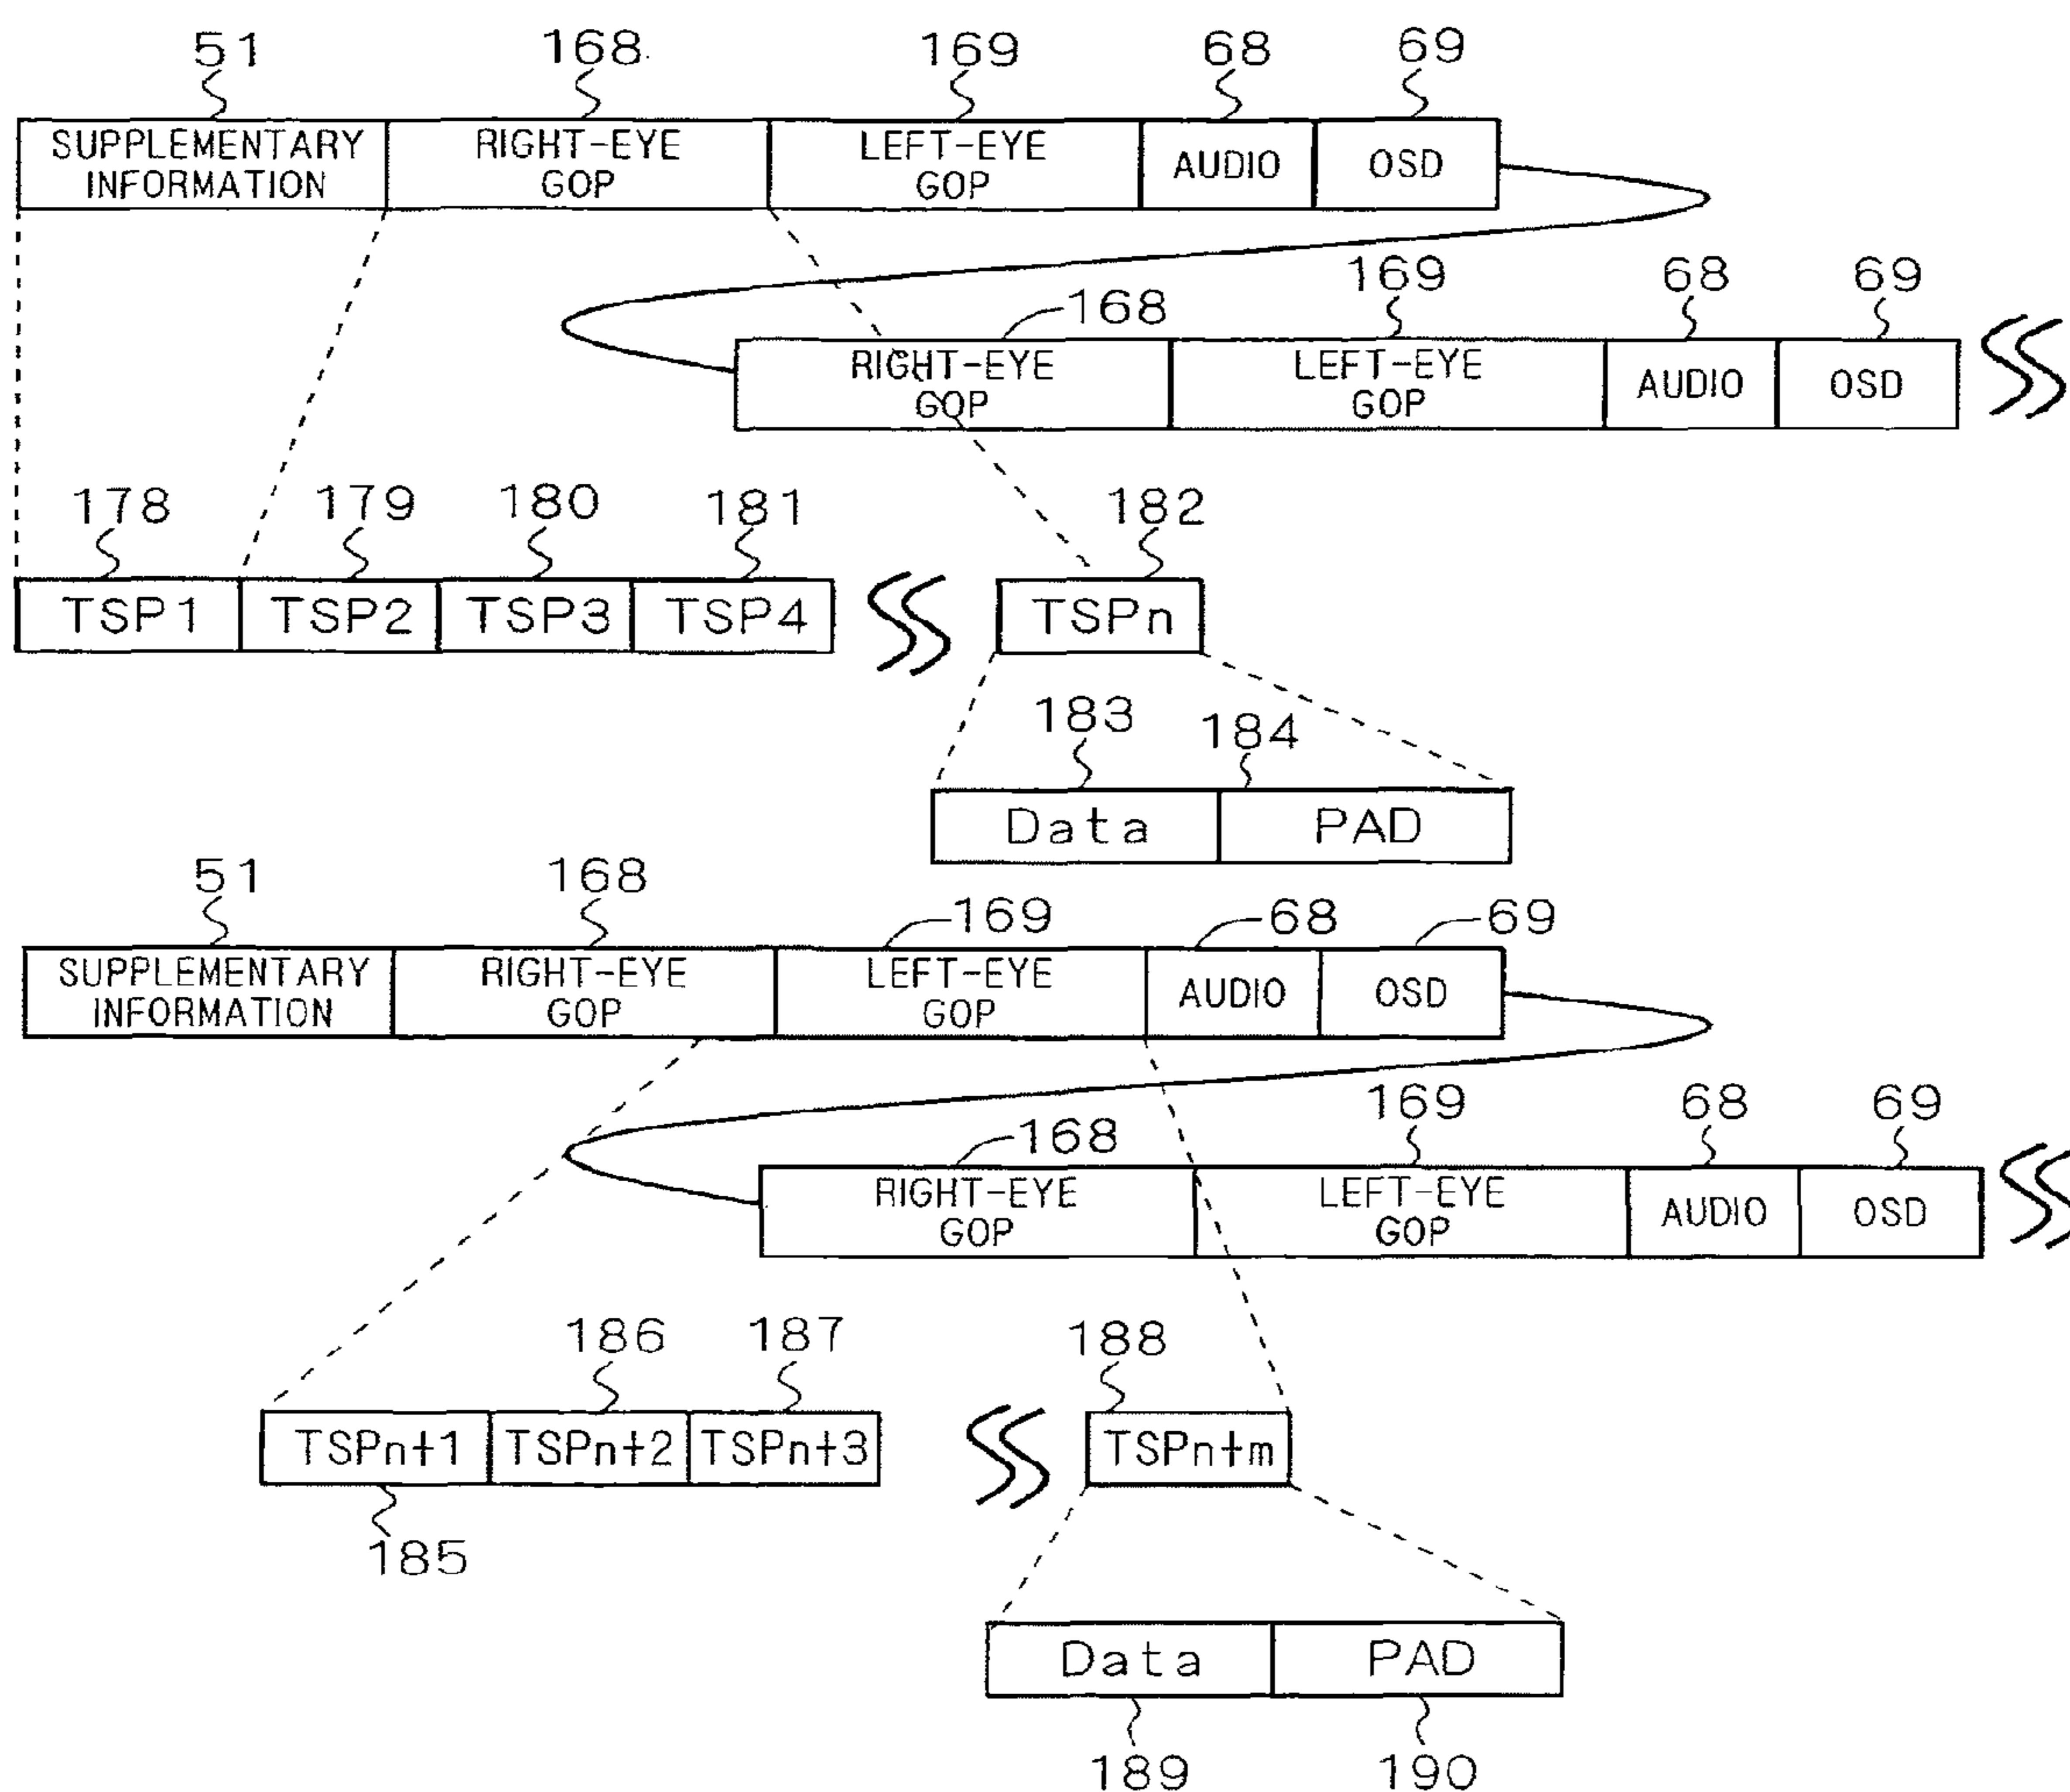 51 168 169 68 69
SUPPLEMENTARY INFORMATION RIGHT-EYE GOP LEFT-EYE GOP AUDIO OSD
168 169 68 69
RIGHT-EYE GOP LEFT-EYE GOP AUDIO OSD
178 179 180 181 182
TSP1 TSP2 TSP3 TSP4 TSPn
183 184
Data PAD
51 168 169 68 69
SUPPLEMENTARY INFORMATION RIGHT-EYE GOP LEFT-EYE GOP AUDIO OSD
168 169 68 69
RIGHT-EYE GOP LEFT-EYE GOP AUDIO OSD
186 187 188
TSPn+1 TSPn+2 TSPn+3 TSPn+m
185
Data PAD
189 190